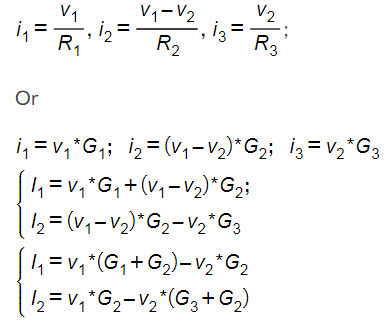 i₁ = v₁/R₁, i₂ = (v₁−v₂)/R₂, i₃ = v₂/R₃;
Or
i₁ = v₁*G₁; i₂ = (v₁−v₂)*G₂; i₃ = v₂*G₃
I₁ = v₁*G₁+(v₁−v₂)*G₂;
I₂ = (v₁−v₂)*G₂−v₂*G₃
I₁ = v₁*(G₁+G₂)−v₂*G₂
I₂ = v₁*G₂−v₂*(G₃+G₂)